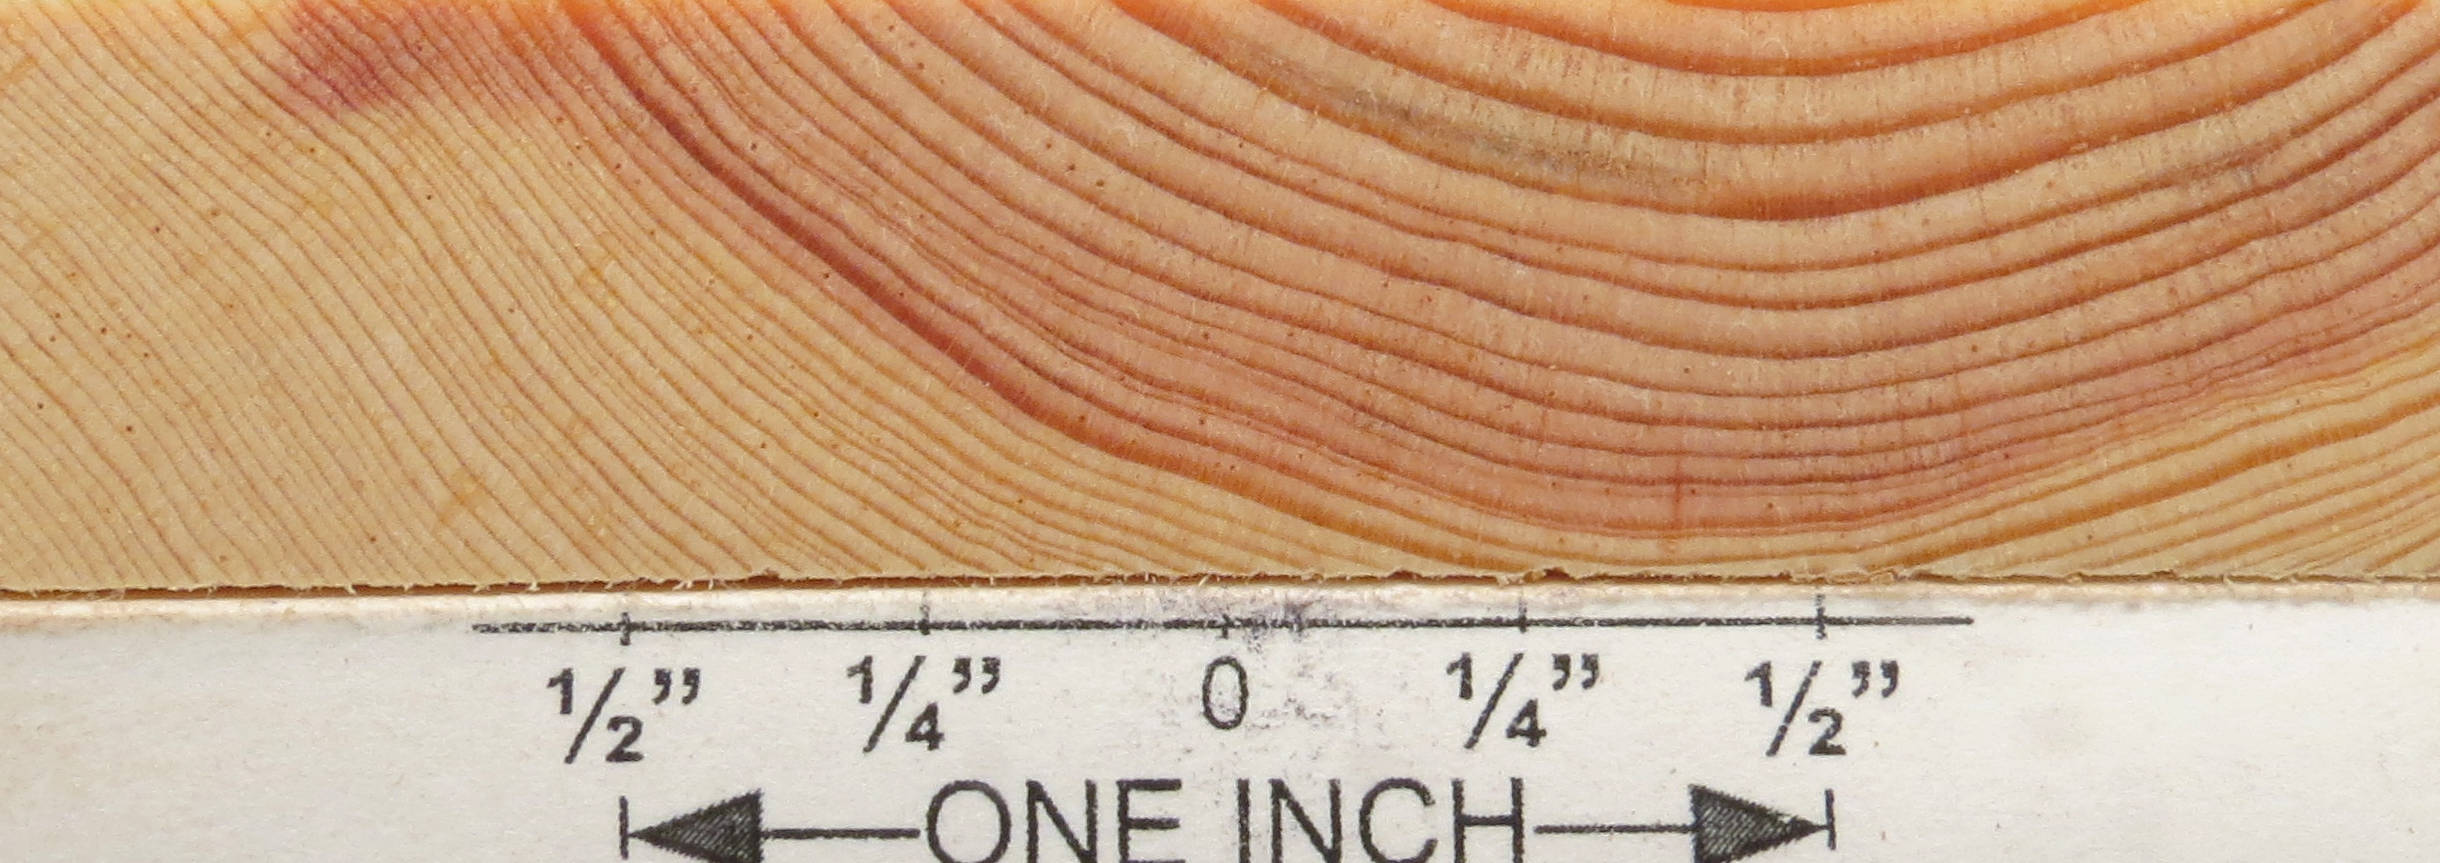 ½” ¼” 0 ¼” ½”
ONE INCH